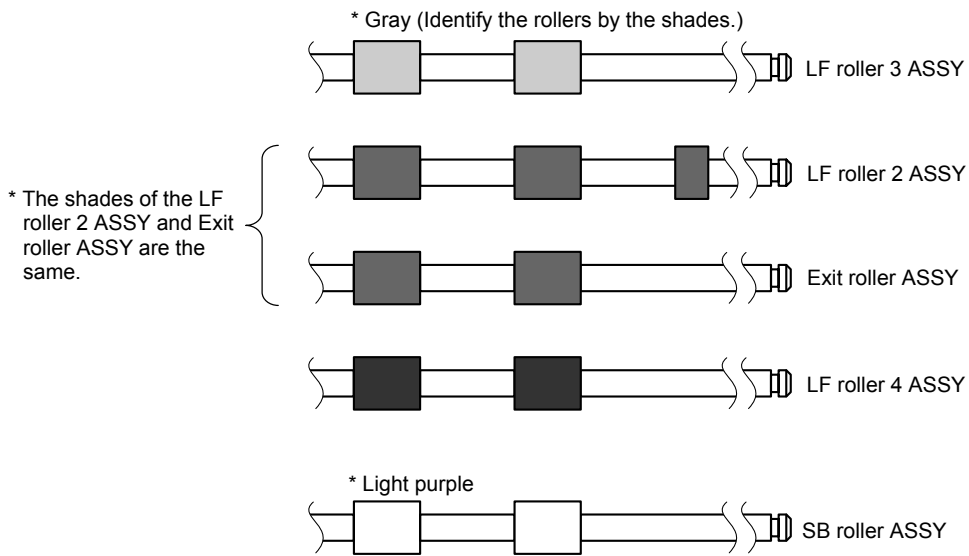 * Gray (Identify the rollers by the shades.)
LF roller 3 ASSY
LF roller 2 ASSY
* The shades of the LF
roller 2 ASSY and Exit
roller ASSY are the
same.
Exit roller ASSY
LF roller 4 ASSY
* Light purple
SB roller ASSY